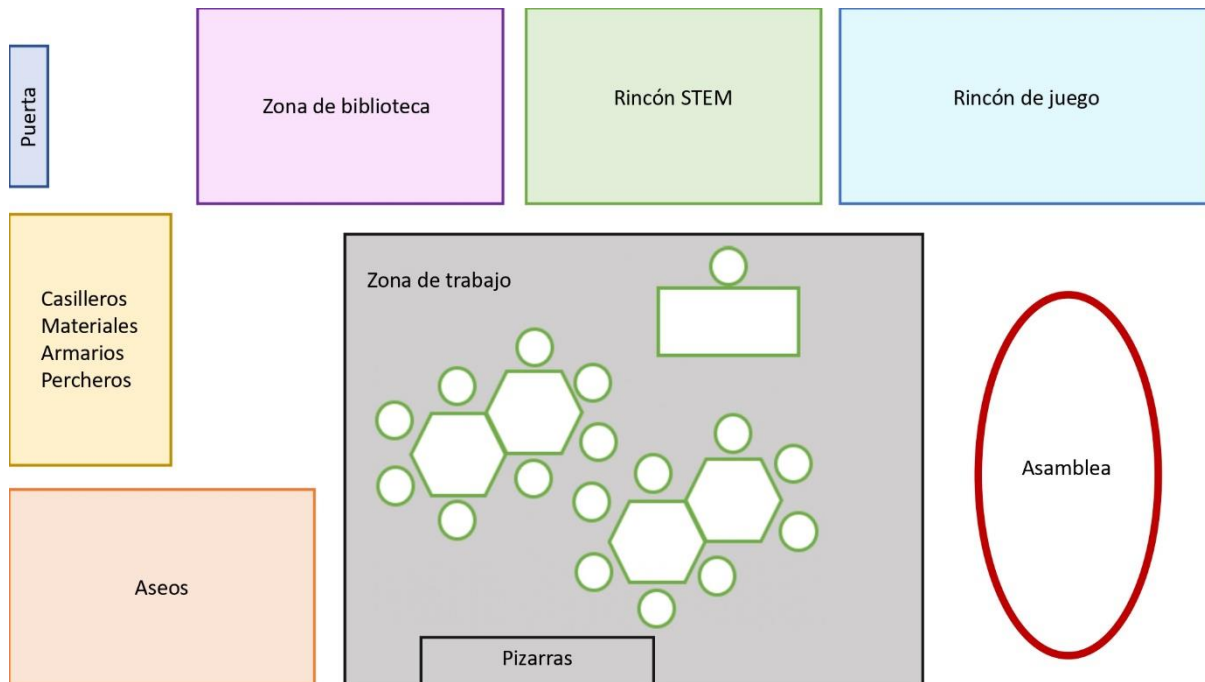 Puerta
Zona de biblioteca
Rincón STEM
Rincón de juego
Casilleros
Materiales
Armarios
Percheros
Zona de trabajo
Asamblea
Aseos
Pizarras